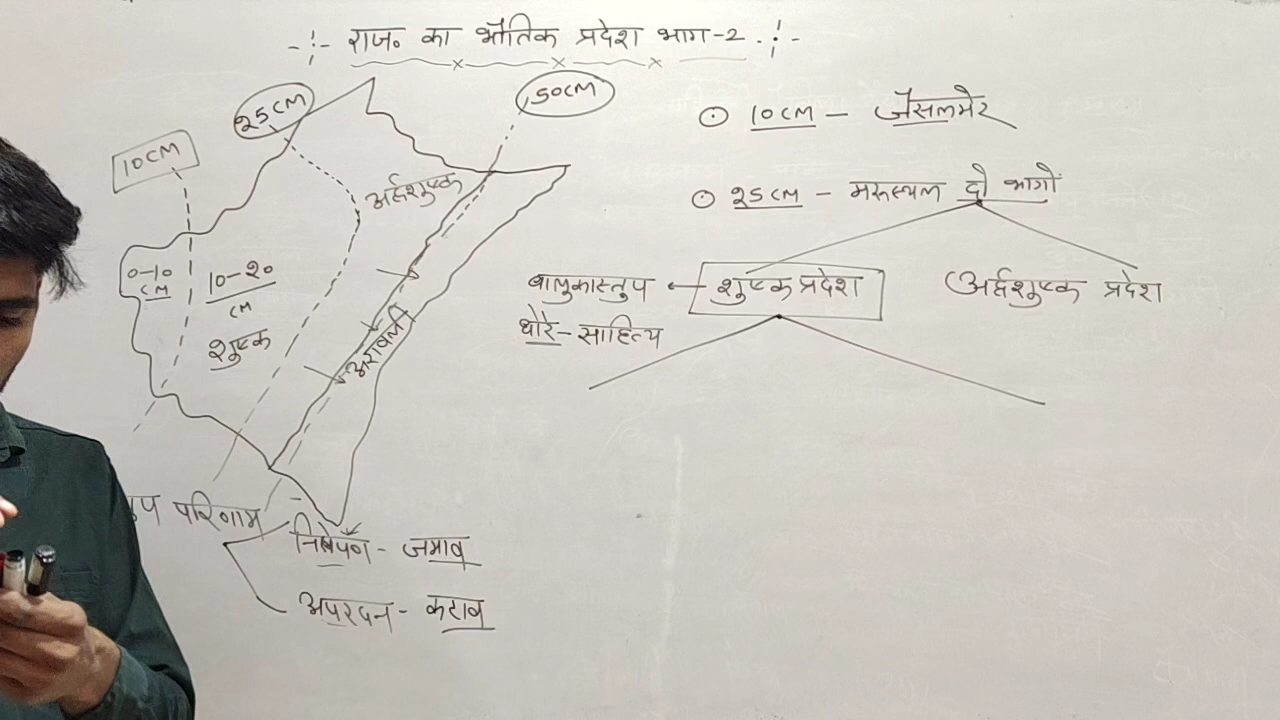 -:- राज० का भौतिक प्रदेश भाग-2 -:-
25CM
50CM
10CM
अर्द्धशुष्क
0-10
CM
10-20
CM
शुष्क
अरावली
परिणाम
निक्षेपण - जमाव
अपरदन - कटाव
⊙ 10CM - जैसलमेर
⊙ 25CM - मरूस्थल दो भागों
बालुकास्तुप ← शुष्क प्रदेश
अर्द्धशुष्क प्रदेश
धोरे - साहित्य